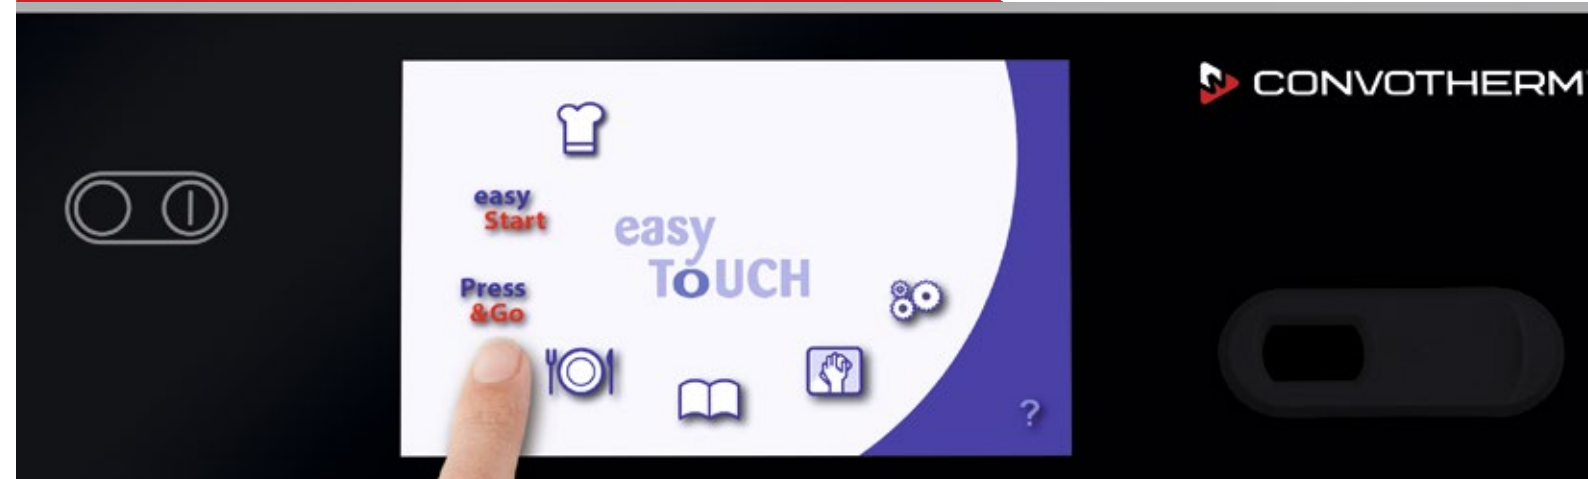 CONVOTHERM
easy
Start
easy
TOUCH
Press
&Go
?